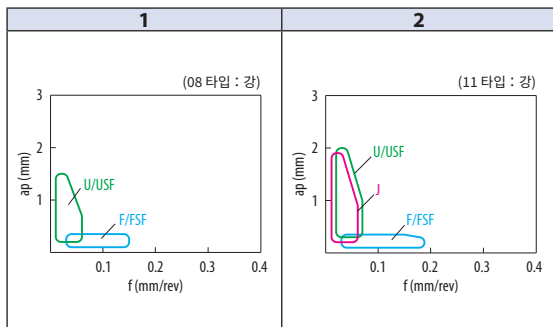 1
(08 타입 : 강)
3
2
1
ap (mm)
U/USF
F/FSF
0.1
0.2
0.3
0.4
f (mm/rev)
2
(11 타입 : 강)
3
2
1
ap (mm)
U/USF
J
F/FSF
0.1
0.2
0.3
0.4
f (mm/rev)